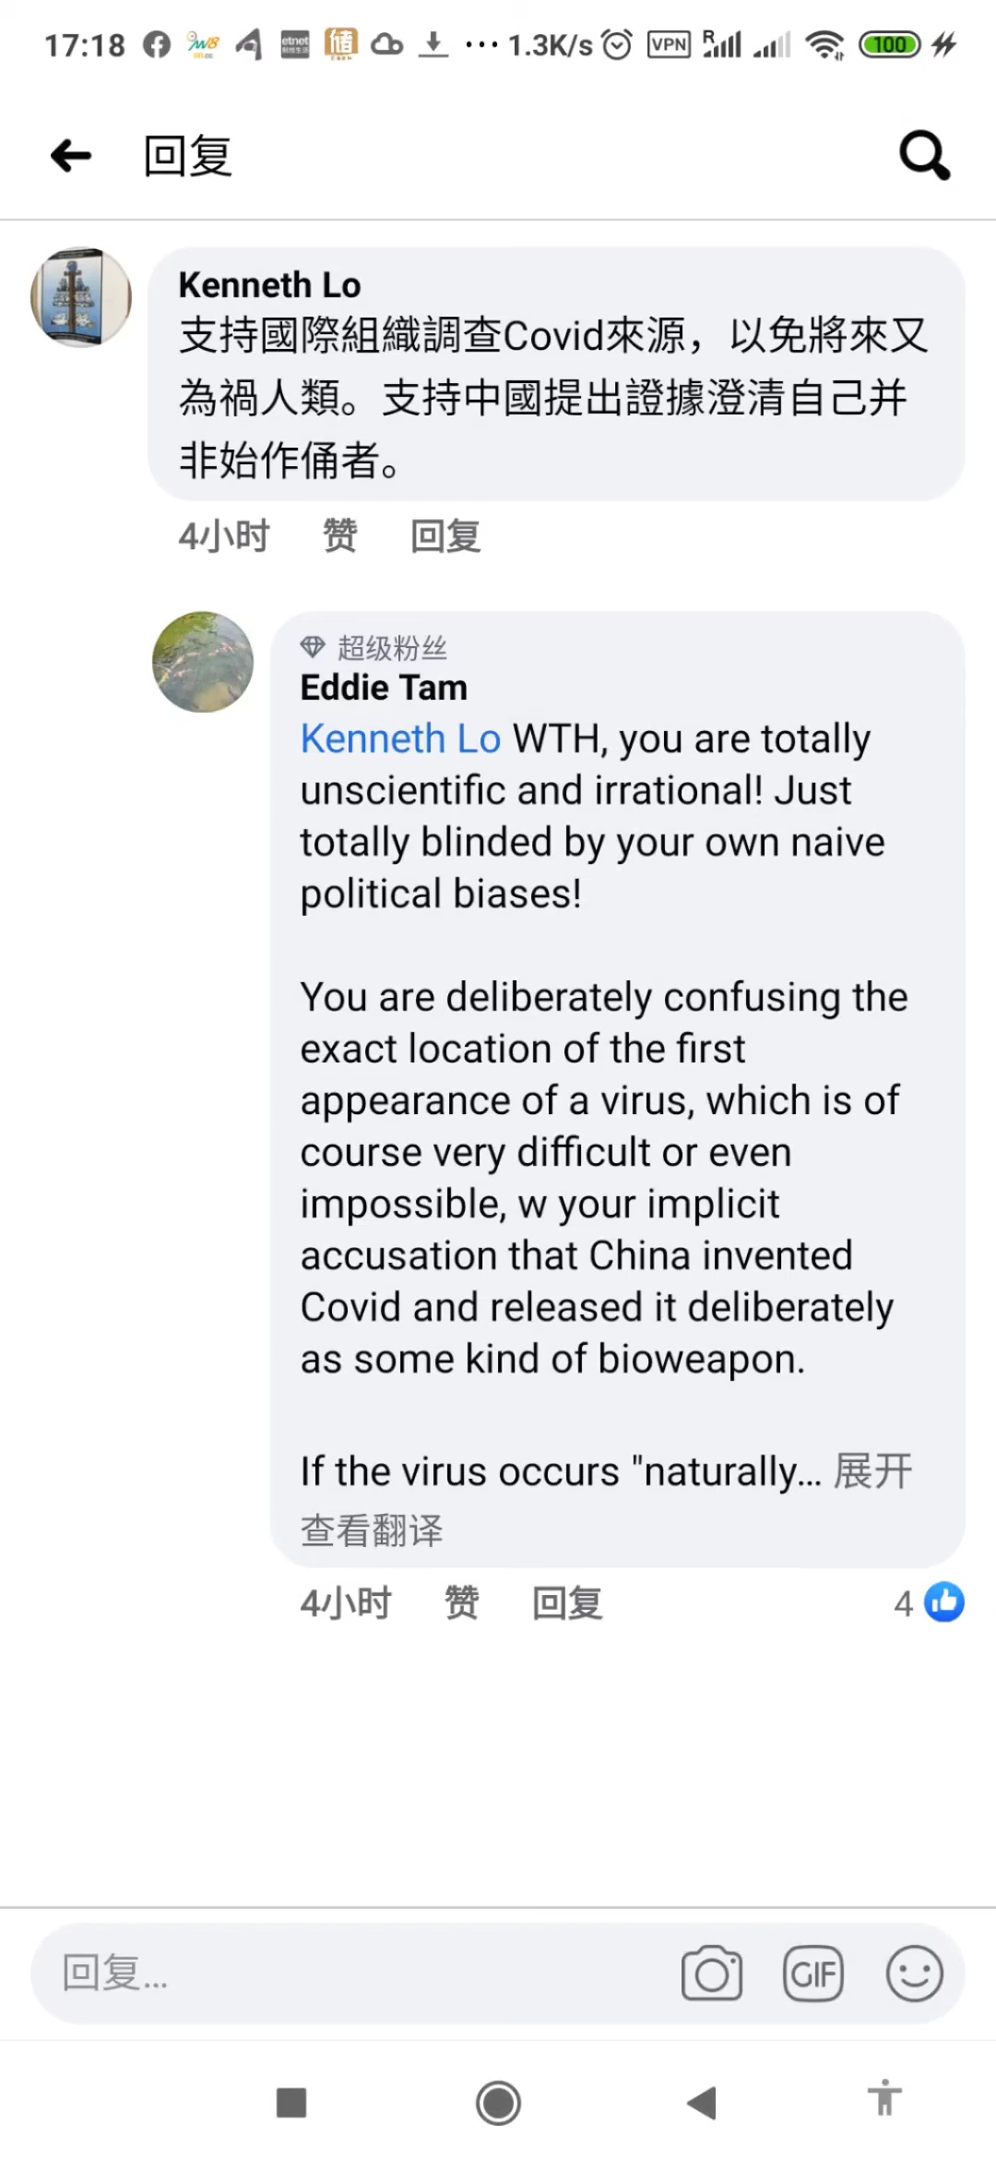 17:18 ... 1.3K/s VPN R 100
回复
Kenneth Lo
支持國際組織調查Covid來源，以免將來又
為禍人類。支持中國提出證據澄清自己并
非始作俑者。
4小时 赞 回复
超级粉丝
Eddie Tam
Kenneth Lo WTH, you are totally
unscientific and irrational! Just
totally blinded by your own naive
political biases!
You are deliberately confusing the
exact location of the first
appearance of a virus, which is of
course very difficult or even
impossible, w your implicit
accusation that China invented
Covid and released it deliberately
as some kind of bioweapon.
If the virus occurs "naturally... 展开
查看翻译
4小时 赞 回复 4
回复...
GIF